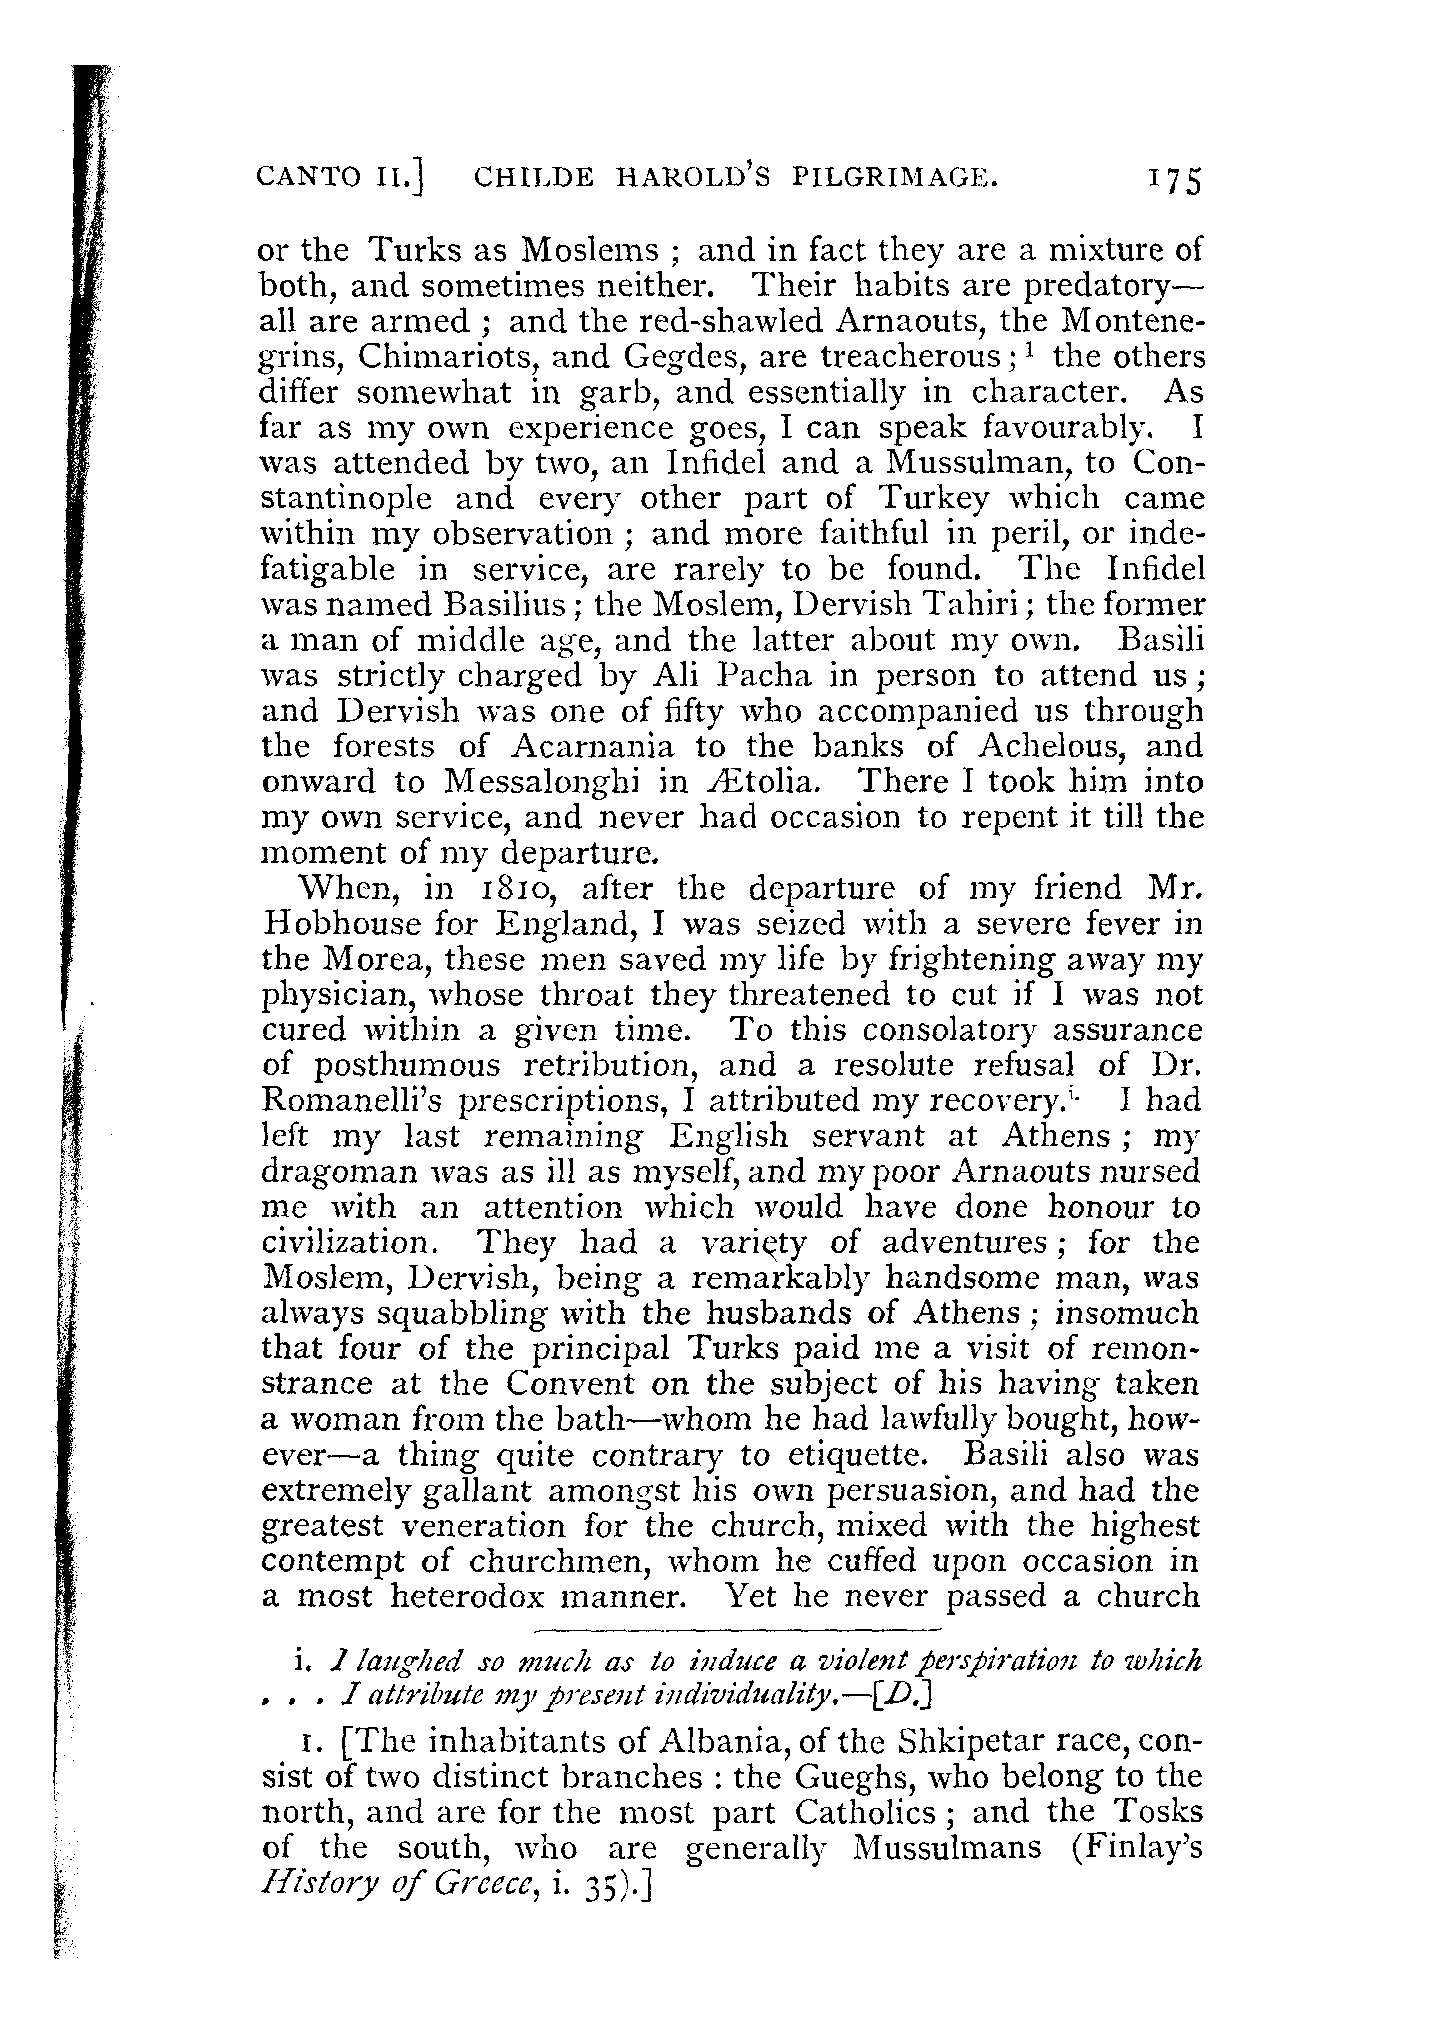 CANTO II.] CHILDE HAROLD'S PILGRIMAGE. 175
or the Turks as Moslems ; and in fact they are a mixture of
both, and sometimes neither. Their habits are predatory—
all are armed ; and the red-shawled Arnaouts, the Montene-
grins, Chimariots, and Gegdes, are treacherous ; 1 the others
differ somewhat in garb, and essentially in character. As
far as my own experience goes, I can speak favourably. I
was attended by two, an Infidel and a Mussulman, to Con-
stantinople and every other part of Turkey which came
within my observation ; and more faithful in peril, or inde-
fatigable in service, are rarely to be found. The Infidel
was named Basilius ; the Moslem, Dervish Tahiri ; the former
a man of middle age, and the latter about my own. Basili
was strictly charged by Ali Pacha in person to attend us ;
and Dervish was one of fifty who accompanied us through
the forests of Acarnania to the banks of Achelous, and
onward to Messalonghi in Ætolia. There I took him into
my own service, and never had occasion to repent it till the
moment of my departure.
When, in 1810, after the departure of my friend Mr.
Hobhouse for England, I was seized with a severe fever in
the Morea, these men saved my life by frightening away my
physician, whose throat they threatened to cut if I was not
cured within a given time. To this consolatory assurance
of posthumous retribution, and a resolute refusal of Dr.
Romanelli's prescriptions, I attributed my recovery.i. I had
left my last remaining English servant at Athens ; my
dragoman was as ill as myself, and my poor Arnaouts nursed
me with an attention which would have done honour to
civilization. They had a variety of adventures ; for the
Moslem, Dervish, being a remarkably handsome man, was
always squabbling with the husbands of Athens ; insomuch
that four of the principal Turks paid me a visit of remon-
strance at the Convent on the subject of his having taken
a woman from the bath—whom he had lawfully bought, how-
ever—a thing quite contrary to etiquette. Basili also was
extremely gallant amongst his own persuasion, and had the
greatest veneration for the church, mixed with the highest
contempt of churchmen, whom he cuffed upon occasion in
a most heterodox manner. Yet he never passed a church
i. I laughed so much as to induce a violent perspiration to which
. . . I attribute my present individuality.—[D.]
1. [The inhabitants of Albania, of the Shkipetar race, con-
sist of two distinct branches : the Gueghs, who belong to the
north, and are for the most part Catholics ; and the Tosks
of the south, who are generally Mussulmans (Finlay's
History of Greece, i. 35).]